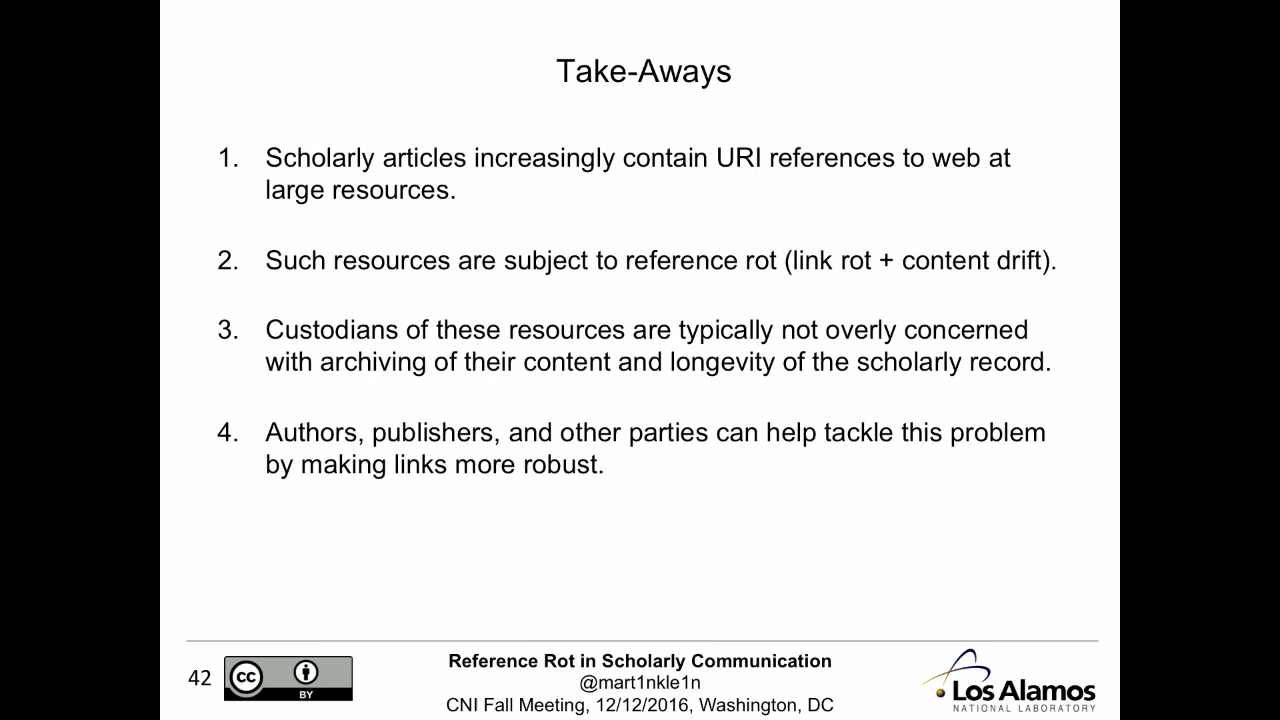 Take-Aways
1. Scholarly articles increasingly contain URI references to web at
large resources.
2. Such resources are subject to reference rot (link rot + content drift).
3. Custodians of these resources are typically not overly concerned
with archiving of their content and longevity of the scholarly record.
4. Authors, publishers, and other parties can help tackle this problem
by making links more robust.
42
cc
BY
Reference Rot in Scholarly Communication
@mart1nkle1n
CNI Fall Meeting, 12/12/2016, Washington, DC
Los Alamos
NATIONAL LABORATORY